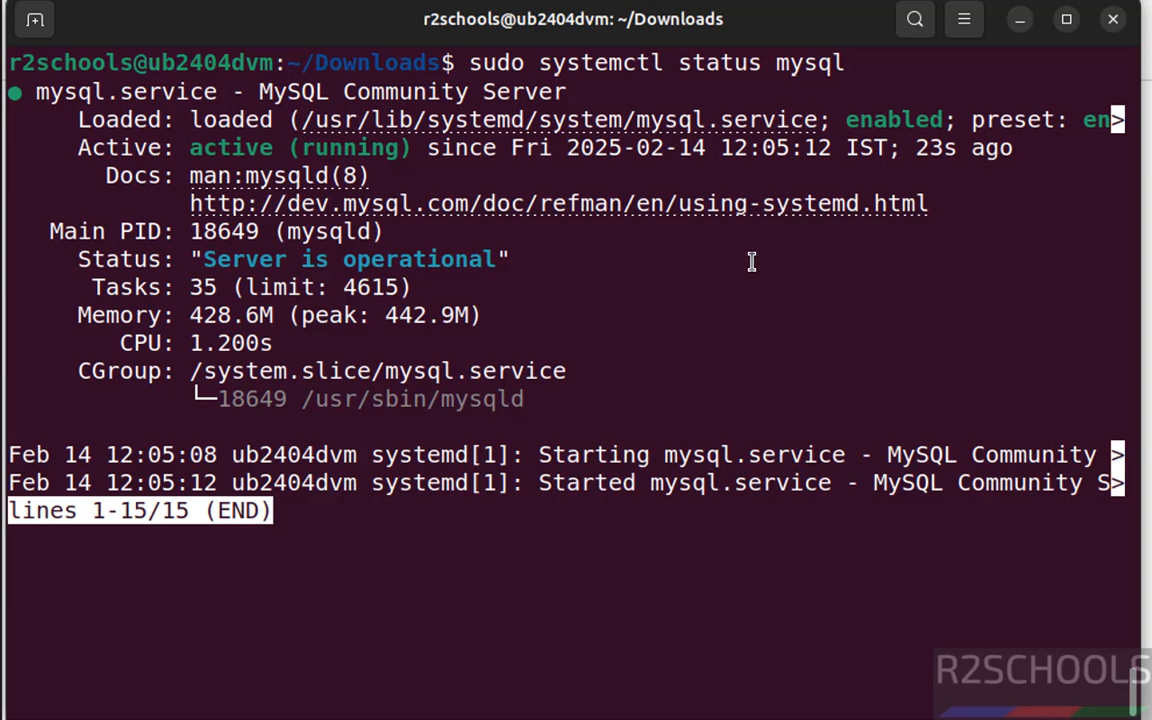 r2schools@ub2404dvm: ~/Downloads
r2schools@ub2404dvm:~/Downloads$ sudo systemctl status mysql
● mysql.service - MySQL Community Server
     Loaded: loaded (/usr/lib/systemd/system/mysql.service; enabled; preset: en>
     Active: active (running) since Fri 2025-02-14 12:05:12 IST; 23s ago
       Docs: man:mysqld(8)
             http://dev.mysql.com/doc/refman/en/using-systemd.html
   Main PID: 18649 (mysqld)
     Status: "Server is operational"
      Tasks: 35 (limit: 4615)
     Memory: 428.6M (peak: 442.9M)
        CPU: 1.200s
     CGroup: /system.slice/mysql.service
             └─18649 /usr/sbin/mysqld
Feb 14 12:05:08 ub2404dvm systemd[1]: Starting mysql.service - MySQL Community >
Feb 14 12:05:12 ub2404dvm systemd[1]: Started mysql.service - MySQL Community S>
lines 1-15/15 (END)
R2SCHOOLS